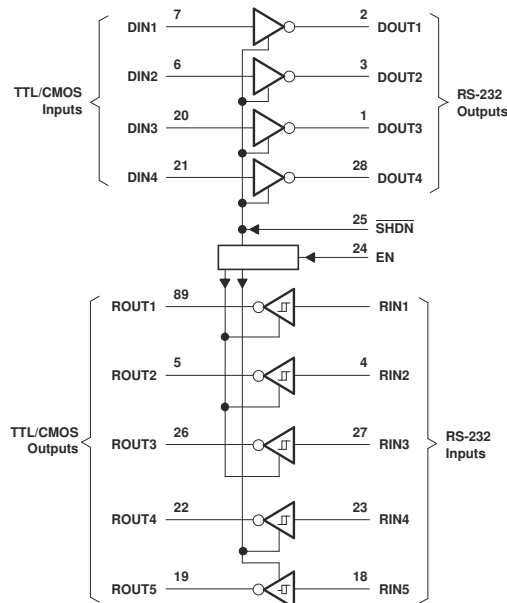 7 2
DIN1 DOUT1
6 3
DIN2 DOUT2
TTL/CMOS Inputs
RS-232 Outputs
20 1
DIN3 DOUT3
21 28
DIN4 DOUT4
25 SHDN
24 EN
ROUT1 89 RIN1
ROUT2 5 4 RIN2
TTL/CMOS Outputs
ROUT3 26 27 RIN3
RS-232 Inputs
ROUT4 22 23 RIN4
ROUT5 19 18 RIN5